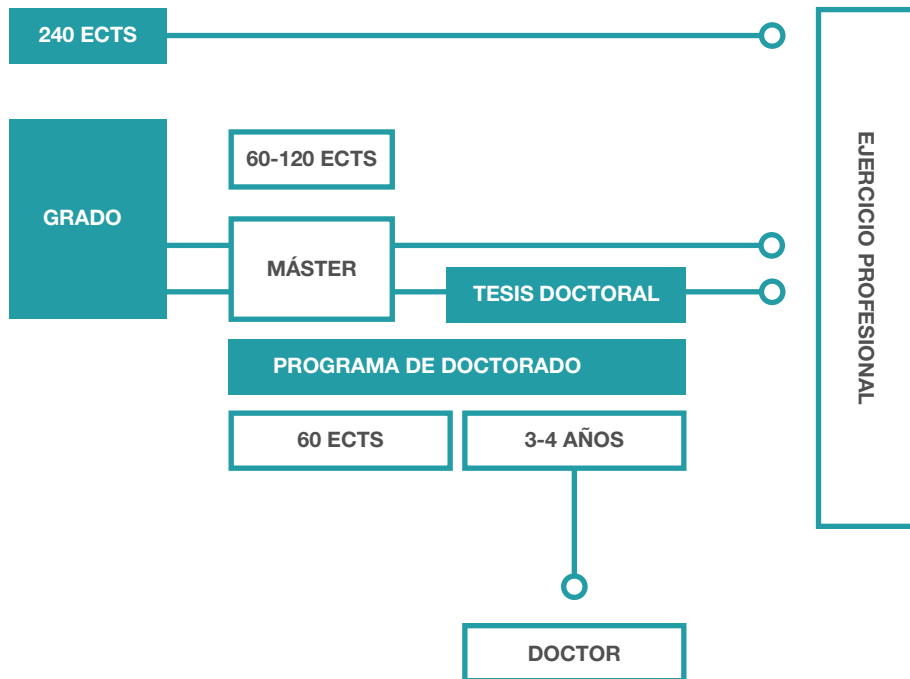 240 ECTS
EJERCICIO PROFESIONAL
60-120 ECTS
GRADO
MÁSTER
TESIS DOCTORAL
PROGRAMA DE DOCTORADO
60 ECTS
3-4 AÑOS
DOCTOR